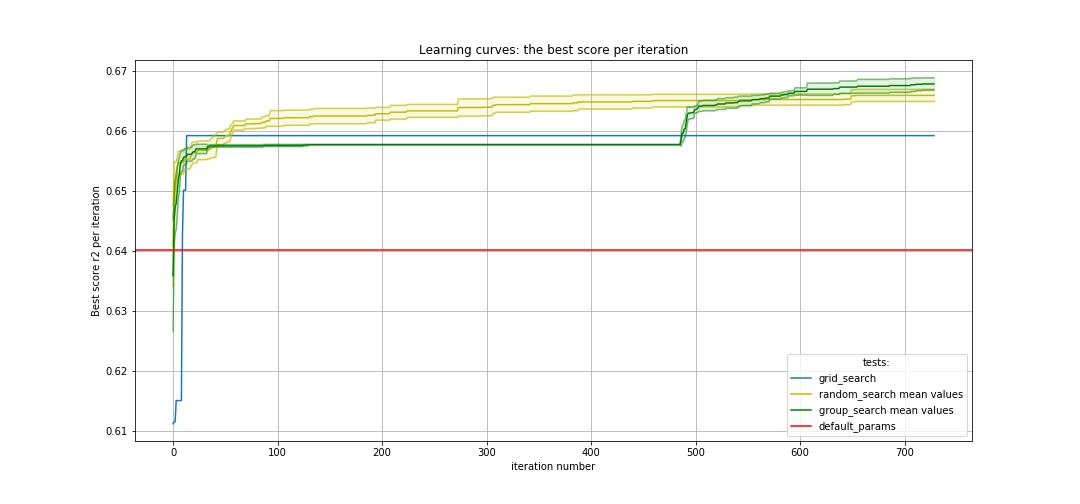 Learning curves: the best score per iteration
Best score r2 per iteration
0.67
0.66
0.65
0.64
0.63
0.62
0.61
0 100 200 300 400 500 600 700
iteration number
tests:
grid_search
random_search mean values
group_search mean values
default_params